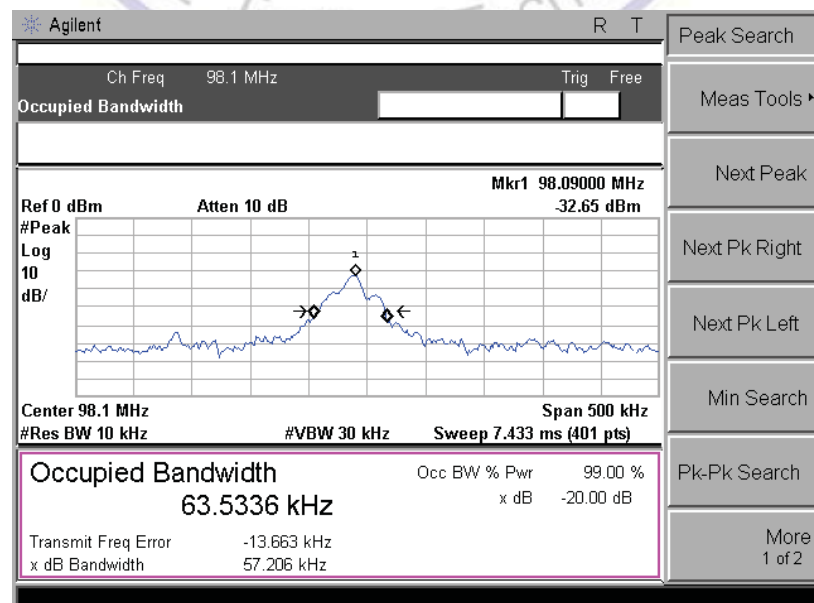 Agilent R T
Peak Search
Ch Freq 98.1 MHz Trig Free
Occupied Bandwidth
Meas Tools
Next Peak
Mkr1 98.09000 MHz
Ref 0 dBm Atten 10 dB -32.65 dBm
#Peak
Log
10
dB/
1
Next Pk Right
Next Pk Left
Min Search
Center 98.1 MHz Span 500 kHz
#Res BW 10 kHz #VBW 30 kHz Sweep 7.433 ms (401 pts)
Occupied Bandwidth
63.5336 kHz
Occ BW % Pwr 99.00 %
x dB -20.00 dB
Pk-Pk Search
Transmit Freq Error -13.663 kHz
x dB Bandwidth 57.206 kHz
More
1 of 2